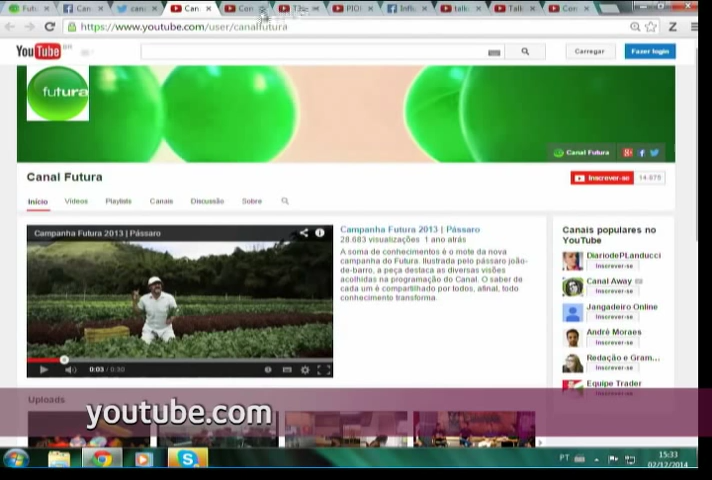 https://www.youtube.com/user/canalfutura
You Tube BR
Carregar
Fazer login
futura
Canal Futura
Canal Futura
Inscrever-se 14.675
Início Vídeos Playlists Canais Discussão Sobre
Campanha Futura 2013 | Pássaro
0:03 / 0:30
Campanha Futura 2013 | Pássaro
28.683 visualizações 1 ano atrás
A soma de conhecimentos é o mote da nova
campanha do Futura. Ilustrada pelo pássaro joão-
de-barro, a peça destaca as diversas visões
acolhidas na programação do Canal. O saber de
cada um é compartilhado por todos, afinal, todo
conhecimento transforma.
Canais populares no
YouTube
DiariodePLanducci
Inscrever-se
Canal Away
Inscrever-se
Jangadeiro Online
Inscrever-se
André Moraes
Inscrever-se
Redação e Gram...
Inscrever-se
Equipe Trader
Inscrever-se
Uploads
youtube.com
PT
15:33
02/12/2014